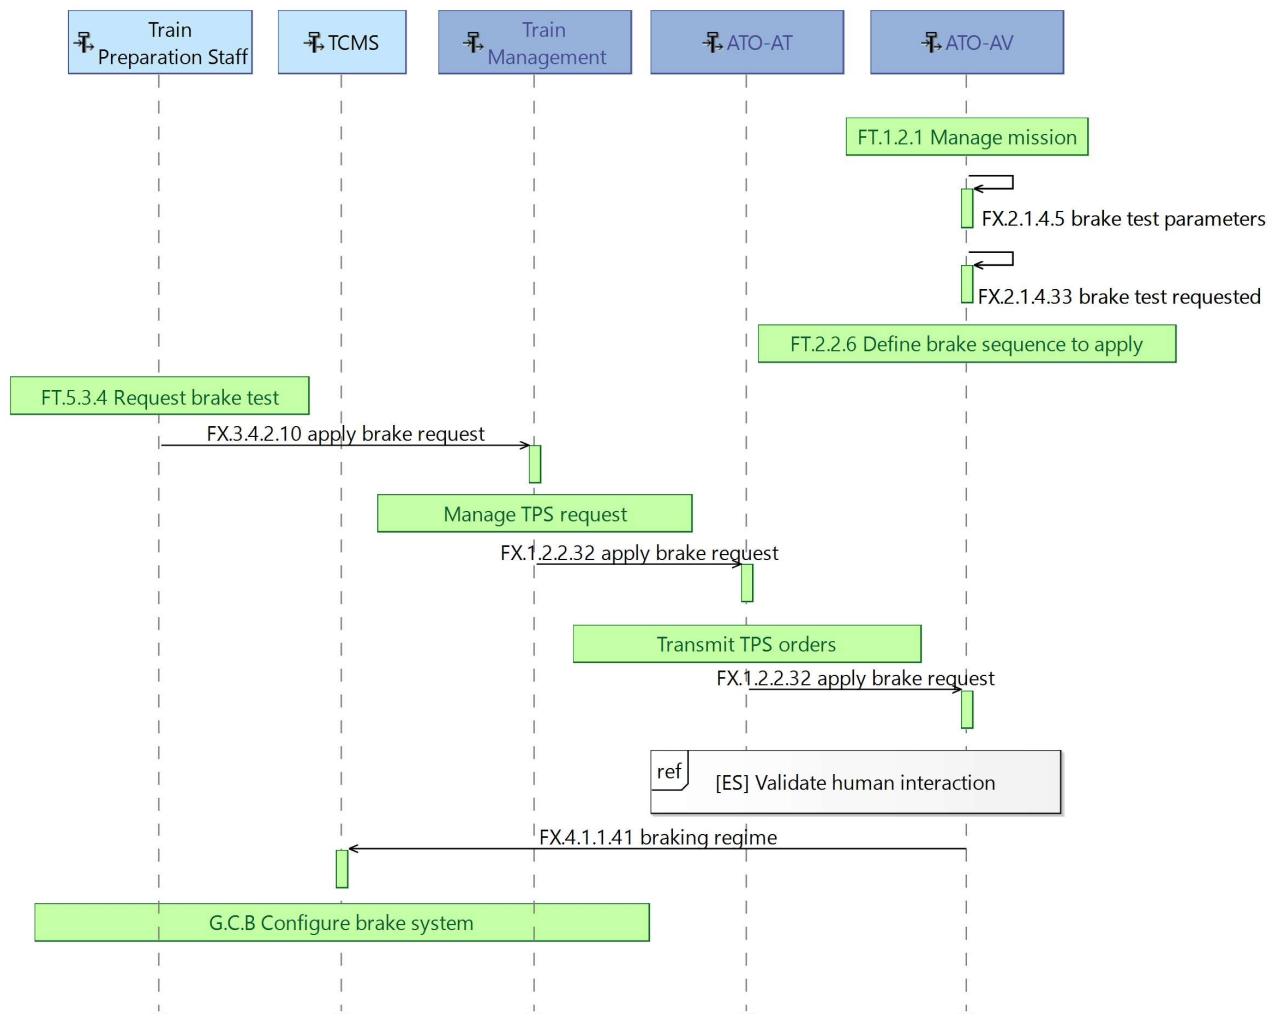 Train
Preparation Staff
TCMS
Train
Management
ATO-AT
ATO-AV
FT.1.2.1 Manage mission
FX.2.1.4.5 brake test parameters
FX.2.1.4.33 brake test requested
FT.2.2.6 Define brake sequence to apply
FT.5.3.4 Request brake test
FX.3.4.2.10 apply brake request
Manage TPS request
FX.1.2.2.32 apply brake request
Transmit TPS orders
FX.1.2.2.32 apply brake request
ref
[ES] Validate human interaction
FX.4.1.1.41 braking regime
G.C.B Configure brake system